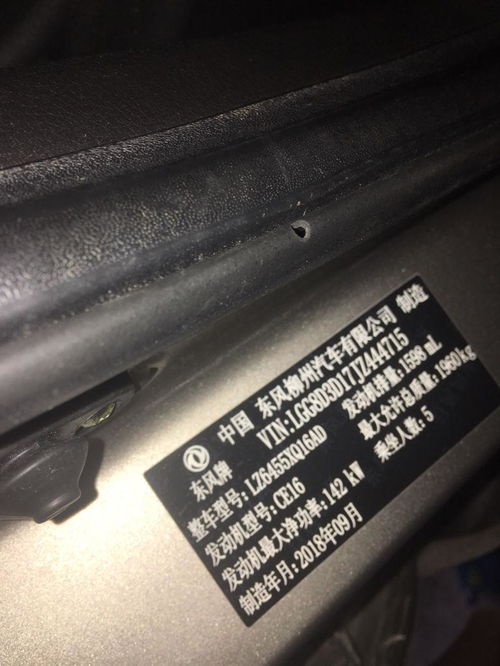 中国 东风柳州汽车有限公司 制造
VIN:LGG8D3D17JZ444715
东风牌
整车型号:LZ6455XQ16AD 发动机排量:1598 mL
发动机型号:CE16 最大允许总质量:1980kg
发动机最大净功率:142 kW 乘坐人数:5
制造年月:2018年09月